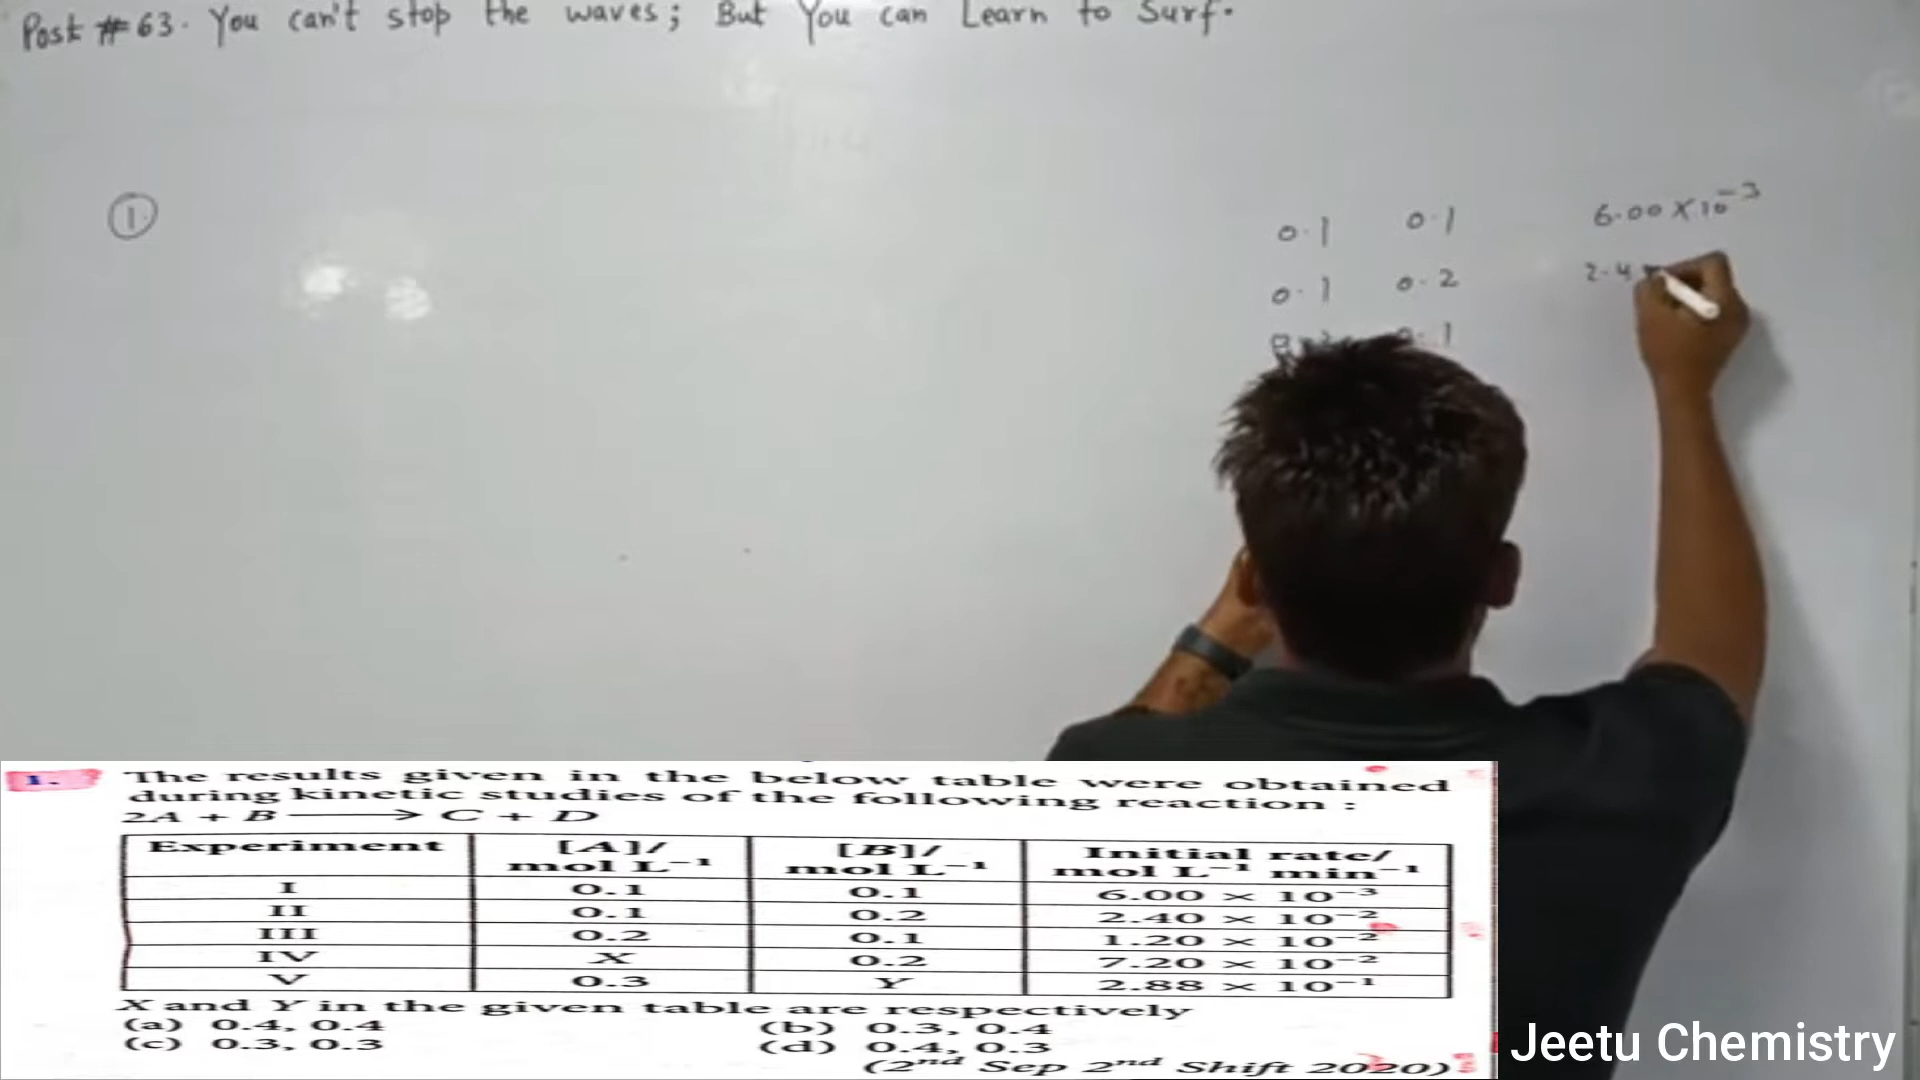 Post #63. You can't stop the waves; But You can Learn to Surf.
①
0.1 0.1 6.00 × 10⁻³
0.1 0.2 2.4
0.1
1. The results given in the below table were obtained
during kinetic studies of the following reaction :
2A + B ⟶ C + D
Experiment [A]/ mol L⁻¹ [B]/ mol L⁻¹ Initial rate/ mol L⁻¹ min⁻¹
I 0.1 0.1 6.00 × 10⁻³
II 0.1 0.2 2.40 × 10⁻²
III 0.2 0.1 1.20 × 10⁻²
IV X 0.2 7.20 × 10⁻²
V 0.3 Y 2.88 × 10⁻¹
X and Y in the given table are respectively
(a) 0.4, 0.4 (b) 0.3, 0.4
(c) 0.3, 0.3 (d) 0.4, 0.3
(2nd Sep 2nd Shift 2020)
Jeetu Chemistry